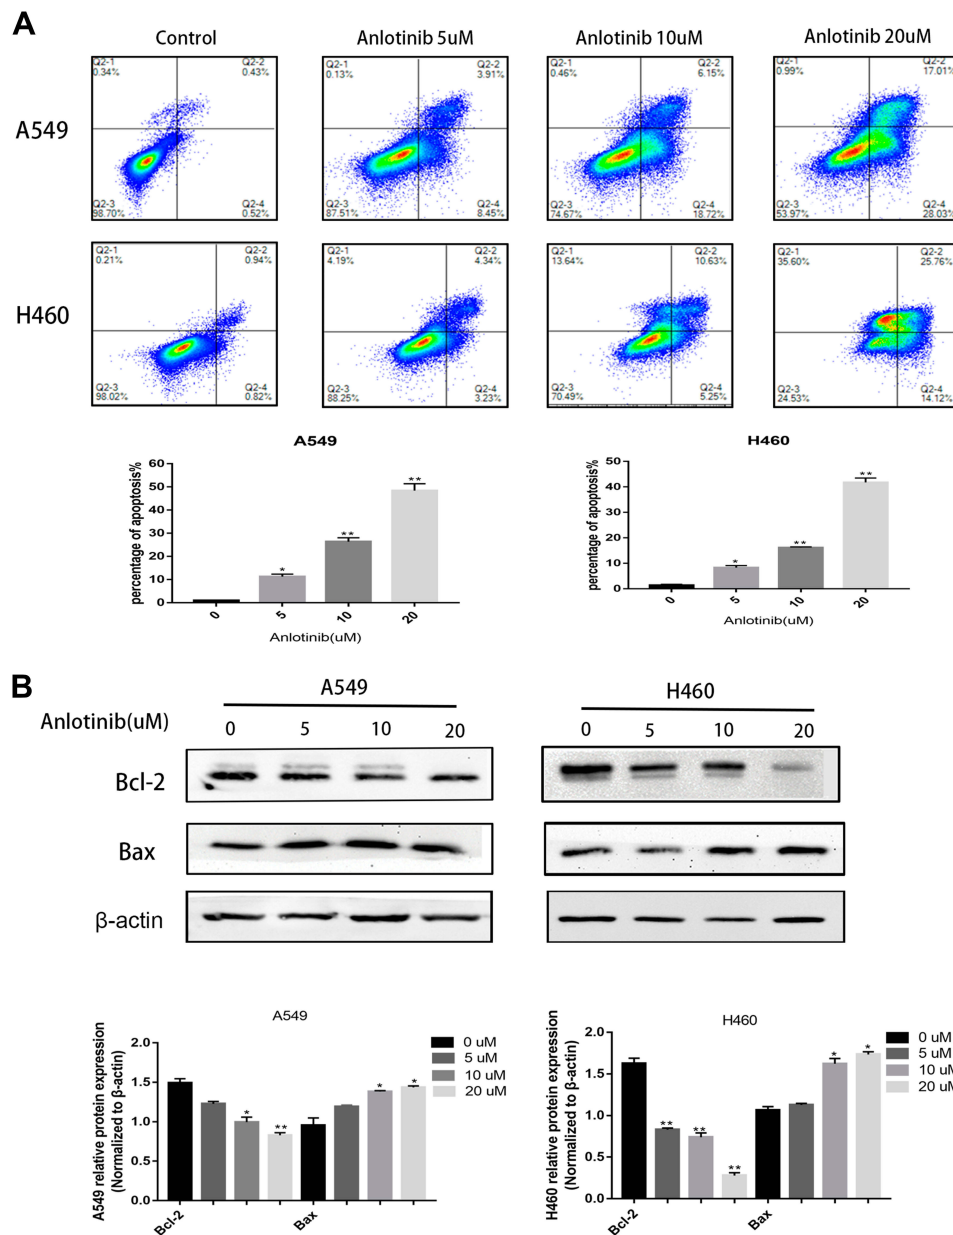 A
Control
Anlotinib 5uM
Anlotinib 10uM
Anlotinib 20uM
A549
Q2-1
0.34%
Q2-2
0.43%
Q2-3
98.70%
Q2-4
0.52%
Q2-1
0.13%
Q2-2
3.91%
Q2-3
87.51%
Q2-4
8.45%
Q2-1
0.46%
Q2-2
6.15%
Q2-3
74.67%
Q2-4
18.72%
Q2-1
0.99%
Q2-2
17.01%
Q2-3
53.97%
Q2-4
28.03%
H460
Q2-1
0.21%
Q2-2
0.94%
Q2-3
98.02%
Q2-4
0.82%
Q2-1
4.19%
Q2-2
4.34%
Q2-3
88.25%
Q2-4
3.23%
Q2-1
13.64%
Q2-2
10.63%
Q2-3
70.49%
Q2-4
5.25%
Q2-1
35.60%
Q2-2
25.76%
Q2-3
24.53%
Q2-4
14.12%
A549
percentage of apoptosis%
60
50
40
30
20
10
0
*
**
**
0 5 10 20
Anlotinib(uM)
H460
percentage of apoptosis%
50
40
30
20
10
0
*
**
**
0 5 10 20
Anlotinib(uM)
B
A549
H460
Anlotinib(uM)
0 5 10 20
0 5 10 20
Bcl-2
Bax
β-actin
A549
A549 relative protein expression
(Normalized to β-actin)
2.0
1.5
1.0
0.5
0.0
*
**
*
*
Bcl-2
Bax
0 uM
5 uM
10 uM
20 uM
H460
H460 relative protein expression
(Normalized to β-actin)
2.0
1.5
1.0
0.5
0.0
**
**
**
*
*
Bcl-2
Bax
0 uM
5 uM
10 uM
20 uM